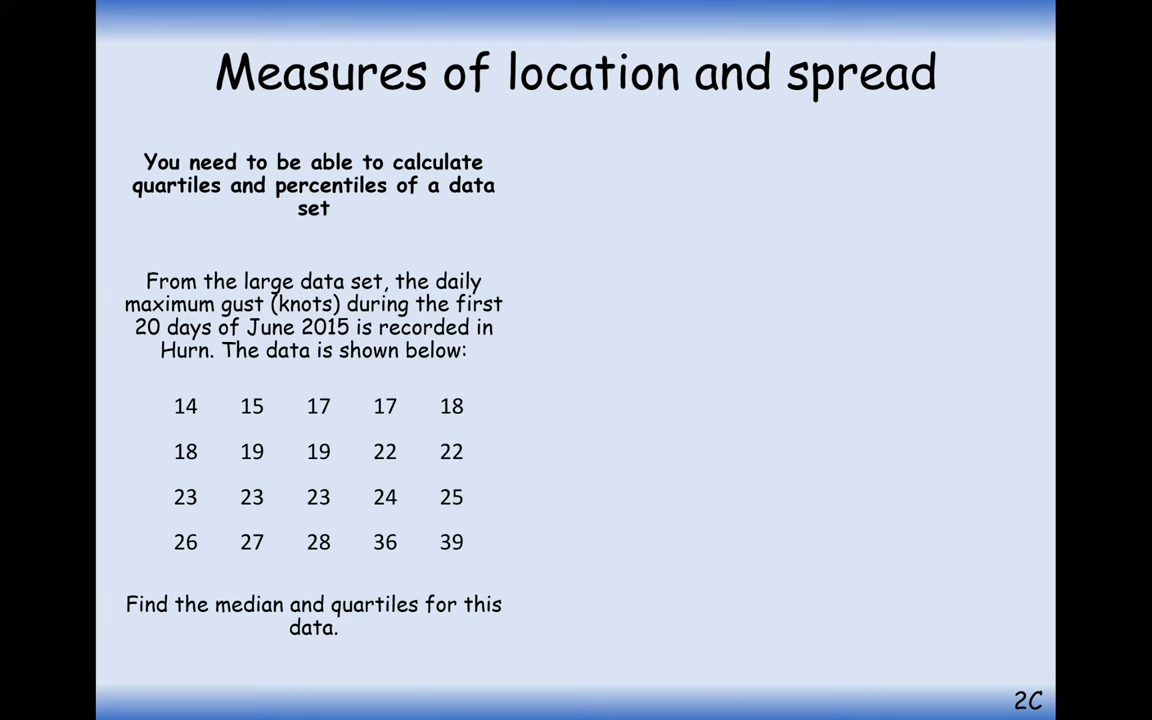 Measures of location and spread
You need to be able to calculate
quartiles and percentiles of a data
set
From the large data set, the daily
maximum gust (knots) during the first
20 days of June 2015 is recorded in
Hurn. The data is shown below:
14 15 17 17 18
18 19 19 22 22
23 23 23 24 25
26 27 28 36 39
Find the median and quartiles for this
data.
2C